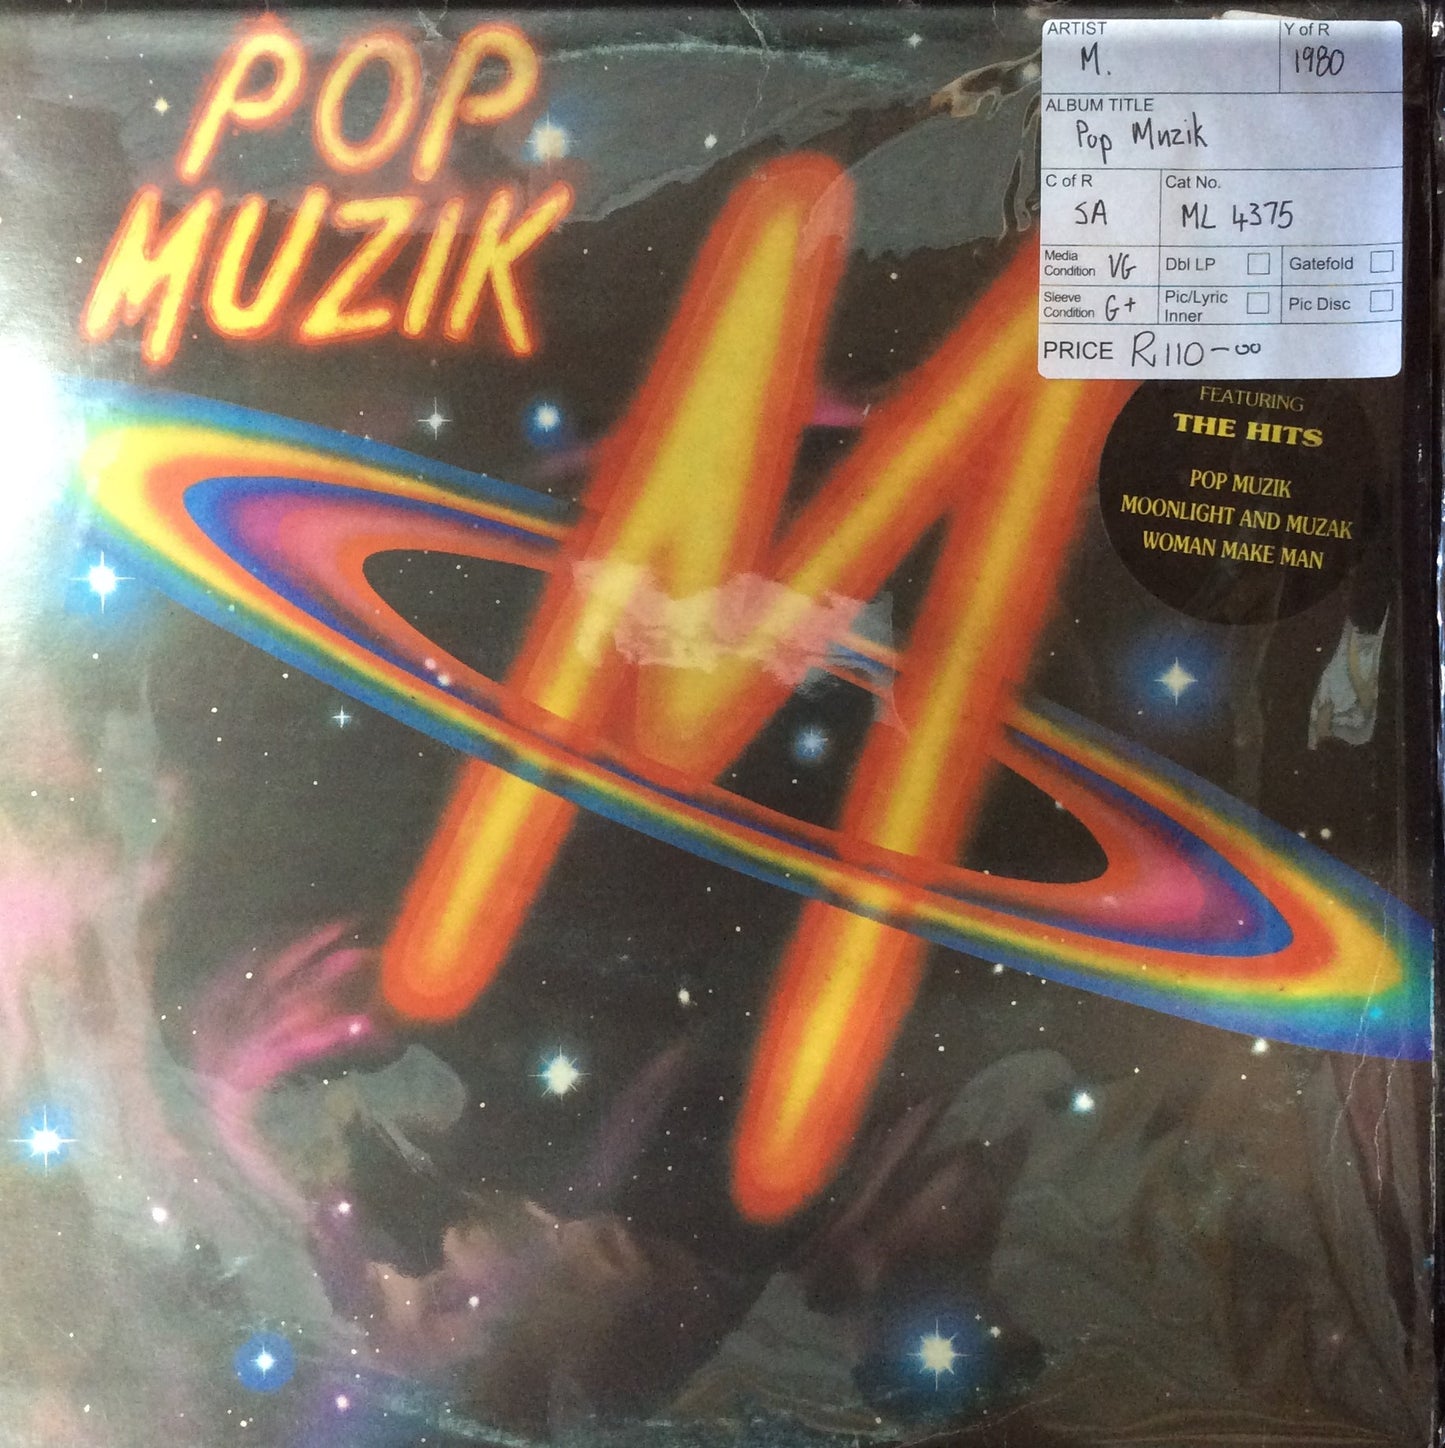 POP
MUZIK
ARTIST
M.
Y of R
1980
ALBUM TITLE
Pop Muzik
C of R
SA
Cat No.
ML 4375
Media
Condition VG
Dbl LP
Gatefold
Sleeve
Condition G+
Pic/Lyric
Inner
Pic Disc
PRICE R110-00
FEATURING
THE HITS
POP MUZIK
MOONLIGHT AND MUZAK
WOMAN MAKE MAN
M